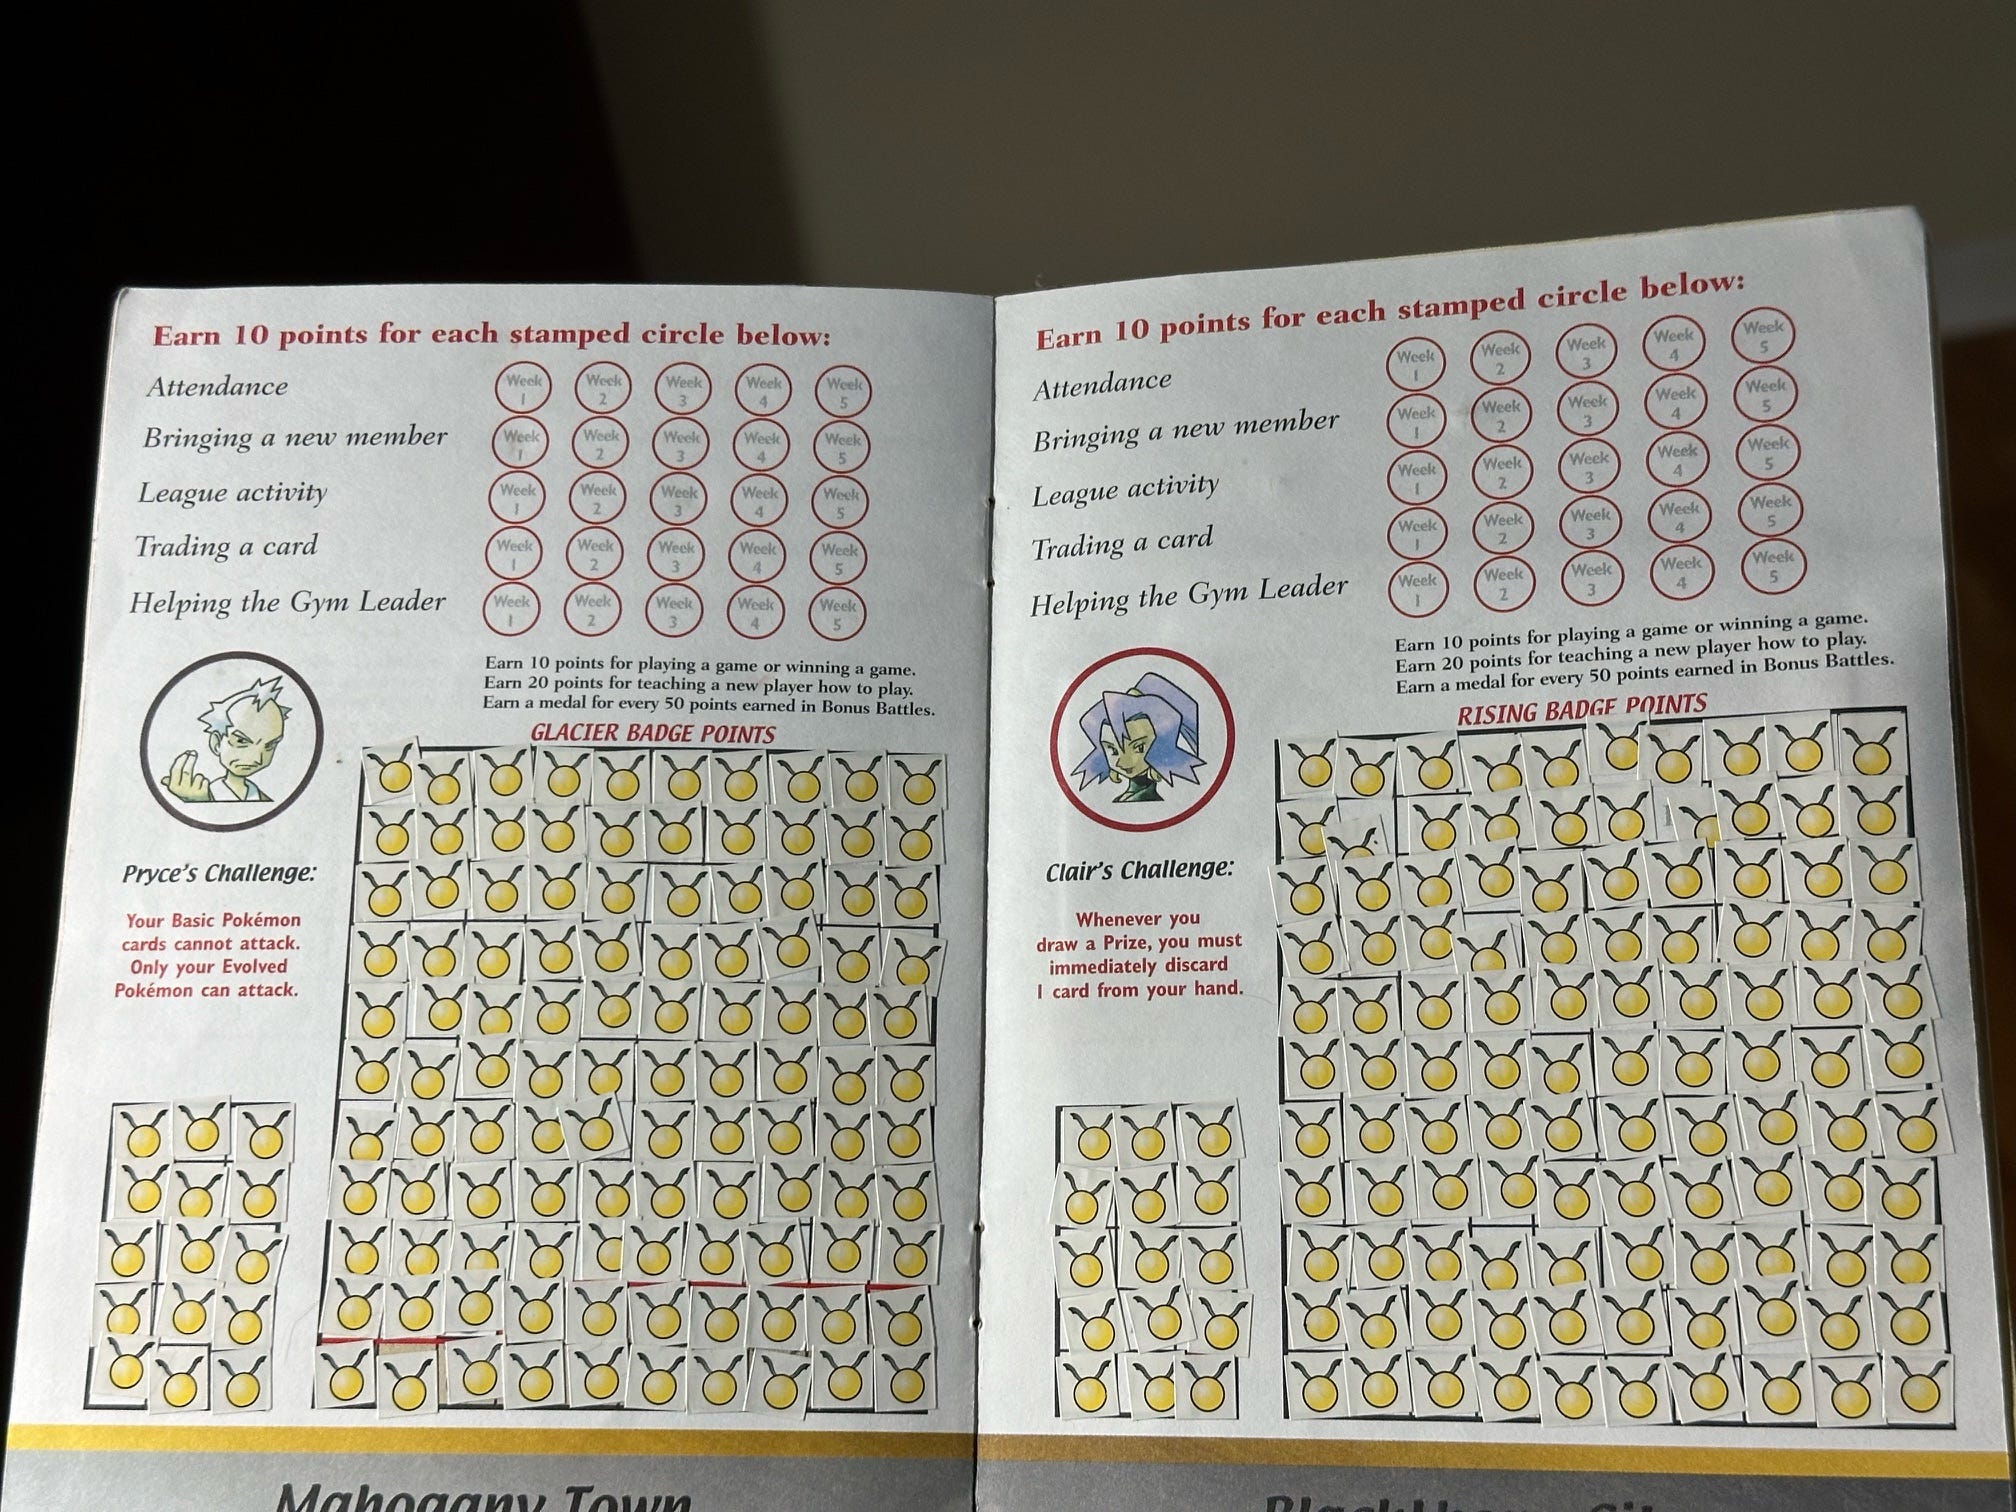 Earn 10 points for each stamped circle below:
Attendance Week 1 Week 2 Week 3 Week 4 Week 5
Bringing a new member Week 1 Week 2 Week 3 Week 4 Week 5
League activity Week 1 Week 2 Week 3 Week 4 Week 5
Trading a card Week 1 Week 2 Week 3 Week 4 Week 5
Helping the Gym Leader Week 1 Week 2 Week 3 Week 4 Week 5
Earn 10 points for playing a game or winning a game.
Earn 20 points for teaching a new player how to play.
Earn a medal for every 50 points earned in Bonus Battles.
GLACIER BADGE POINTS
Pryce's Challenge:
Your Basic Pokémon
cards cannot attack.
Only your Evolved
Pokémon can attack.
Mahogany Town
Earn 10 points for each stamped circle below:
Attendance Week 1 Week 2 Week 3 Week 4 Week 5
Bringing a new member Week 1 Week 2 Week 3 Week 4 Week 5
League activity Week 1 Week 2 Week 3 Week 4 Week 5
Trading a card Week 1 Week 2 Week 3 Week 4 Week 5
Helping the Gym Leader Week 1 Week 2 Week 3 Week 4 Week 5
Earn 10 points for playing a game or winning a game.
Earn 20 points for teaching a new player how to play.
Earn a medal for every 50 points earned in Bonus Battles.
RISING BADGE POINTS
Clair's Challenge:
Whenever you
draw a Prize, you must
immediately discard
1 card from your hand.